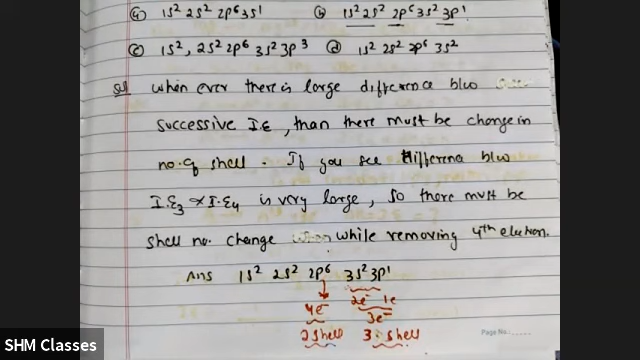 (a) 1s² 2s² 2p⁶ 3s¹ (b) 1s² 2s² 2p⁶ 3s² 3p¹
(c) 1s², 2s² 2p⁶ 3s² 3p³ (d) 1s² 2s² 2p⁶ 3s²
Sol When ever there is large difference b/w
successive I.E, than there must be change in
no. of shell. If you see difference b/w
I.E₃ & I.E₄ is very large, so there must be
shell no. change while removing 4th electron.
Ans 1s² 2s² 2p⁶ 3s² 3p¹
4e⁻ 2e⁻ 1e
3e⁻
2 shell 3 shell
Page No.
SHM Classes